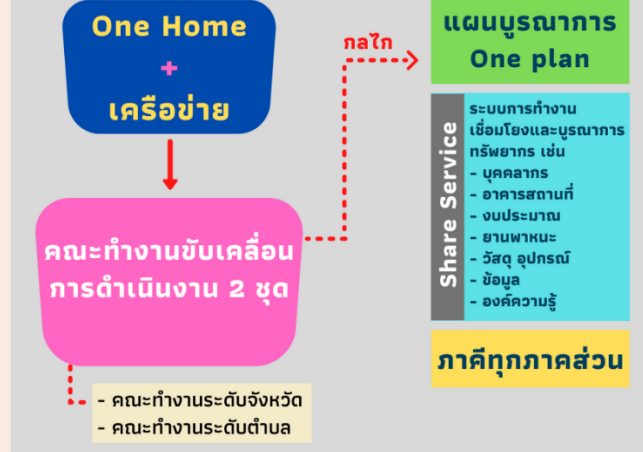 One Home
+
เครือข่าย
คณะทำงานขับเคลื่อน
การดำเนินงาน 2 ชุด
- คณะทำงานระดับจังหวัด
- คณะทำงานระดับตำบล
กลไก
แผนบูรณาการ
One plan
Share Service
ระบบการทำงาน
เชื่อมโยงและบูรณาการ
ทรัพยากร เช่น
- บุคคลากร
- อาคารสถานที่
- งบประมาณ
- ยานพาหนะ
- วัสดุ อุปกรณ์
- ข้อมูล
- องค์ความรู้
ภาคีทุกภาคส่วน